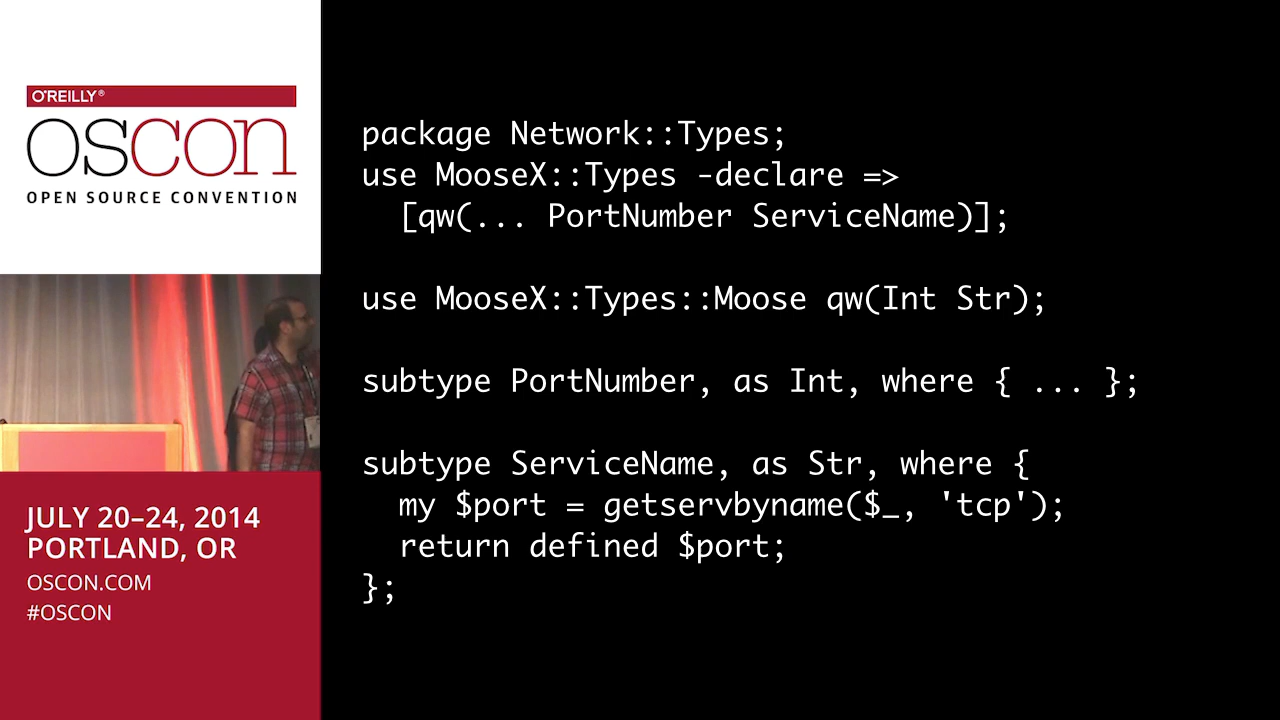 O'REILLY®
OSCON
OPEN SOURCE CONVENTION
JULY 20–24, 2014
PORTLAND, OR
OSCON.COM
#OSCON
package Network::Types;
use MooseX::Types -declare =>
  [qw(... PortNumber ServiceName)];
use MooseX::Types::Moose qw(Int Str);
subtype PortNumber, as Int, where { ... };
subtype ServiceName, as Str, where {
  my $port = getservbyname($_, 'tcp');
  return defined $port;
};